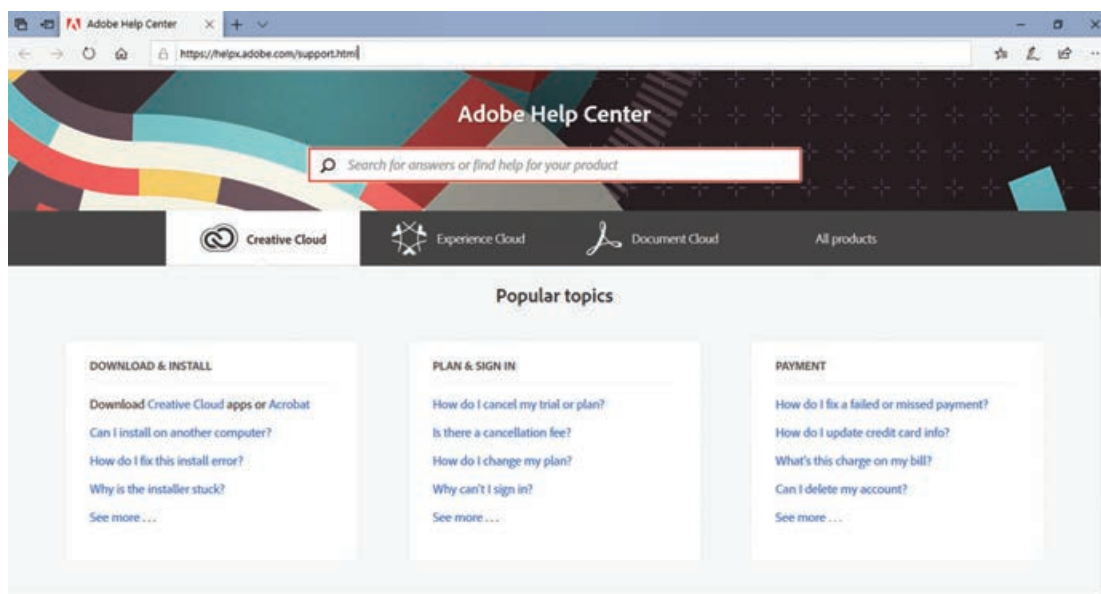 Adobe Help Center
https://helpx.adobe.com/support.html
Adobe Help Center
Search for answers or find help for your product
Creative Cloud Experience Cloud Document Cloud All products
Popular topics
DOWNLOAD & INSTALL
Download Creative Cloud apps or Acrobat
Can I install on another computer?
How do I fix this install error?
Why is the installer stuck?
See more . . .
PLAN & SIGN IN
How do I cancel my trial or plan?
Is there a cancellation fee?
How do I change my plan?
Why can't I sign in?
See more . . .
PAYMENT
How do I fix a failed or missed payment?
How do I update credit card info?
What's this charge on my bill?
Can I delete my account?
See more . . .